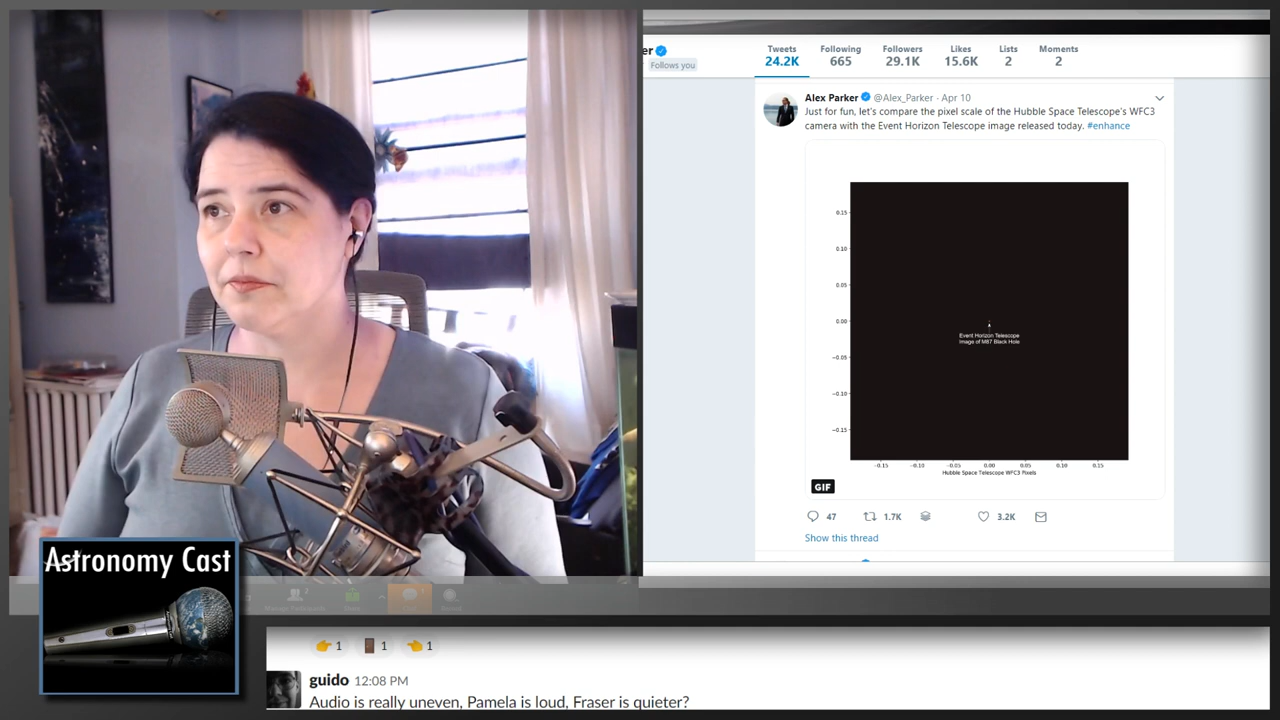 er
Follows you
Tweets
24.2K
Following
665
Followers
29.1K
Likes
15.6K
Lists
2
Moments
2
Alex Parker @Alex_Parker · Apr 10
Just for fun, let's compare the pixel scale of the Hubble Space Telescope's WFC3
camera with the Event Horizon Telescope image released today. #enhance
0.15
0.10
0.05
0.00
−0.05
−0.10
−0.15
Event Horizon Telescope
Image of M87 Black Hole
−0.15 −0.10 −0.05 0.00 0.05 0.10 0.15
Hubble Space Telescope WFC3 Pixels
GIF
47 1.7K 3.2K
Show this thread
Astronomy Cast
Manage Participants
1 1 1
guido 12:08 PM
Audio is really uneven, Pamela is loud, Fraser is quieter?